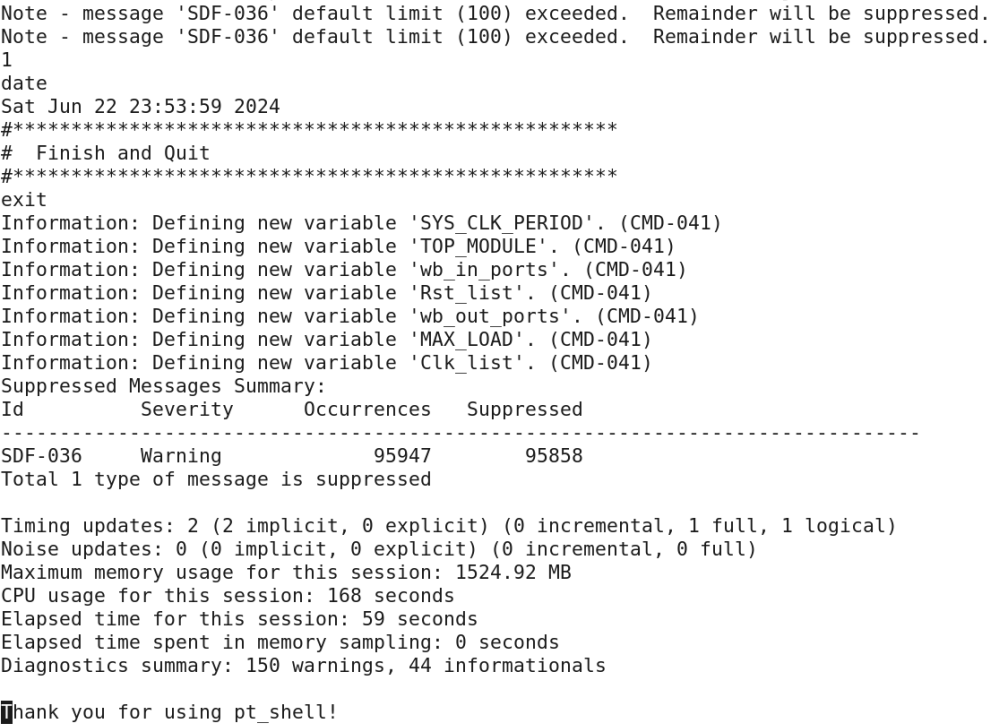 Note - message 'SDF-036' default limit (100) exceeded.  Remainder will be suppressed.
Note - message 'SDF-036' default limit (100) exceeded.  Remainder will be suppressed.
1
date
Sat Jun 22 23:53:59 2024
#****************************************************
#  Finish and Quit
#****************************************************
exit
Information: Defining new variable 'SYS_CLK_PERIOD'. (CMD-041)
Information: Defining new variable 'TOP_MODULE'. (CMD-041)
Information: Defining new variable 'wb_in_ports'. (CMD-041)
Information: Defining new variable 'Rst_list'. (CMD-041)
Information: Defining new variable 'wb_out_ports'. (CMD-041)
Information: Defining new variable 'MAX_LOAD'. (CMD-041)
Information: Defining new variable 'Clk_list'. (CMD-041)
Suppressed Messages Summary:
Id          Severity      Occurrences   Suppressed
-------------------------------------------------------------------------------
SDF-036     Warning             95947        95858
Total 1 type of message is suppressed

Timing updates: 2 (2 implicit, 0 explicit) (0 incremental, 1 full, 1 logical)
Noise updates: 0 (0 implicit, 0 explicit) (0 incremental, 0 full)
Maximum memory usage for this session: 1524.92 MB
CPU usage for this session: 168 seconds
Elapsed time for this session: 59 seconds
Elapsed time spent in memory sampling: 0 seconds
Diagnostics summary: 150 warnings, 44 informationals

Thank you for using pt_shell!